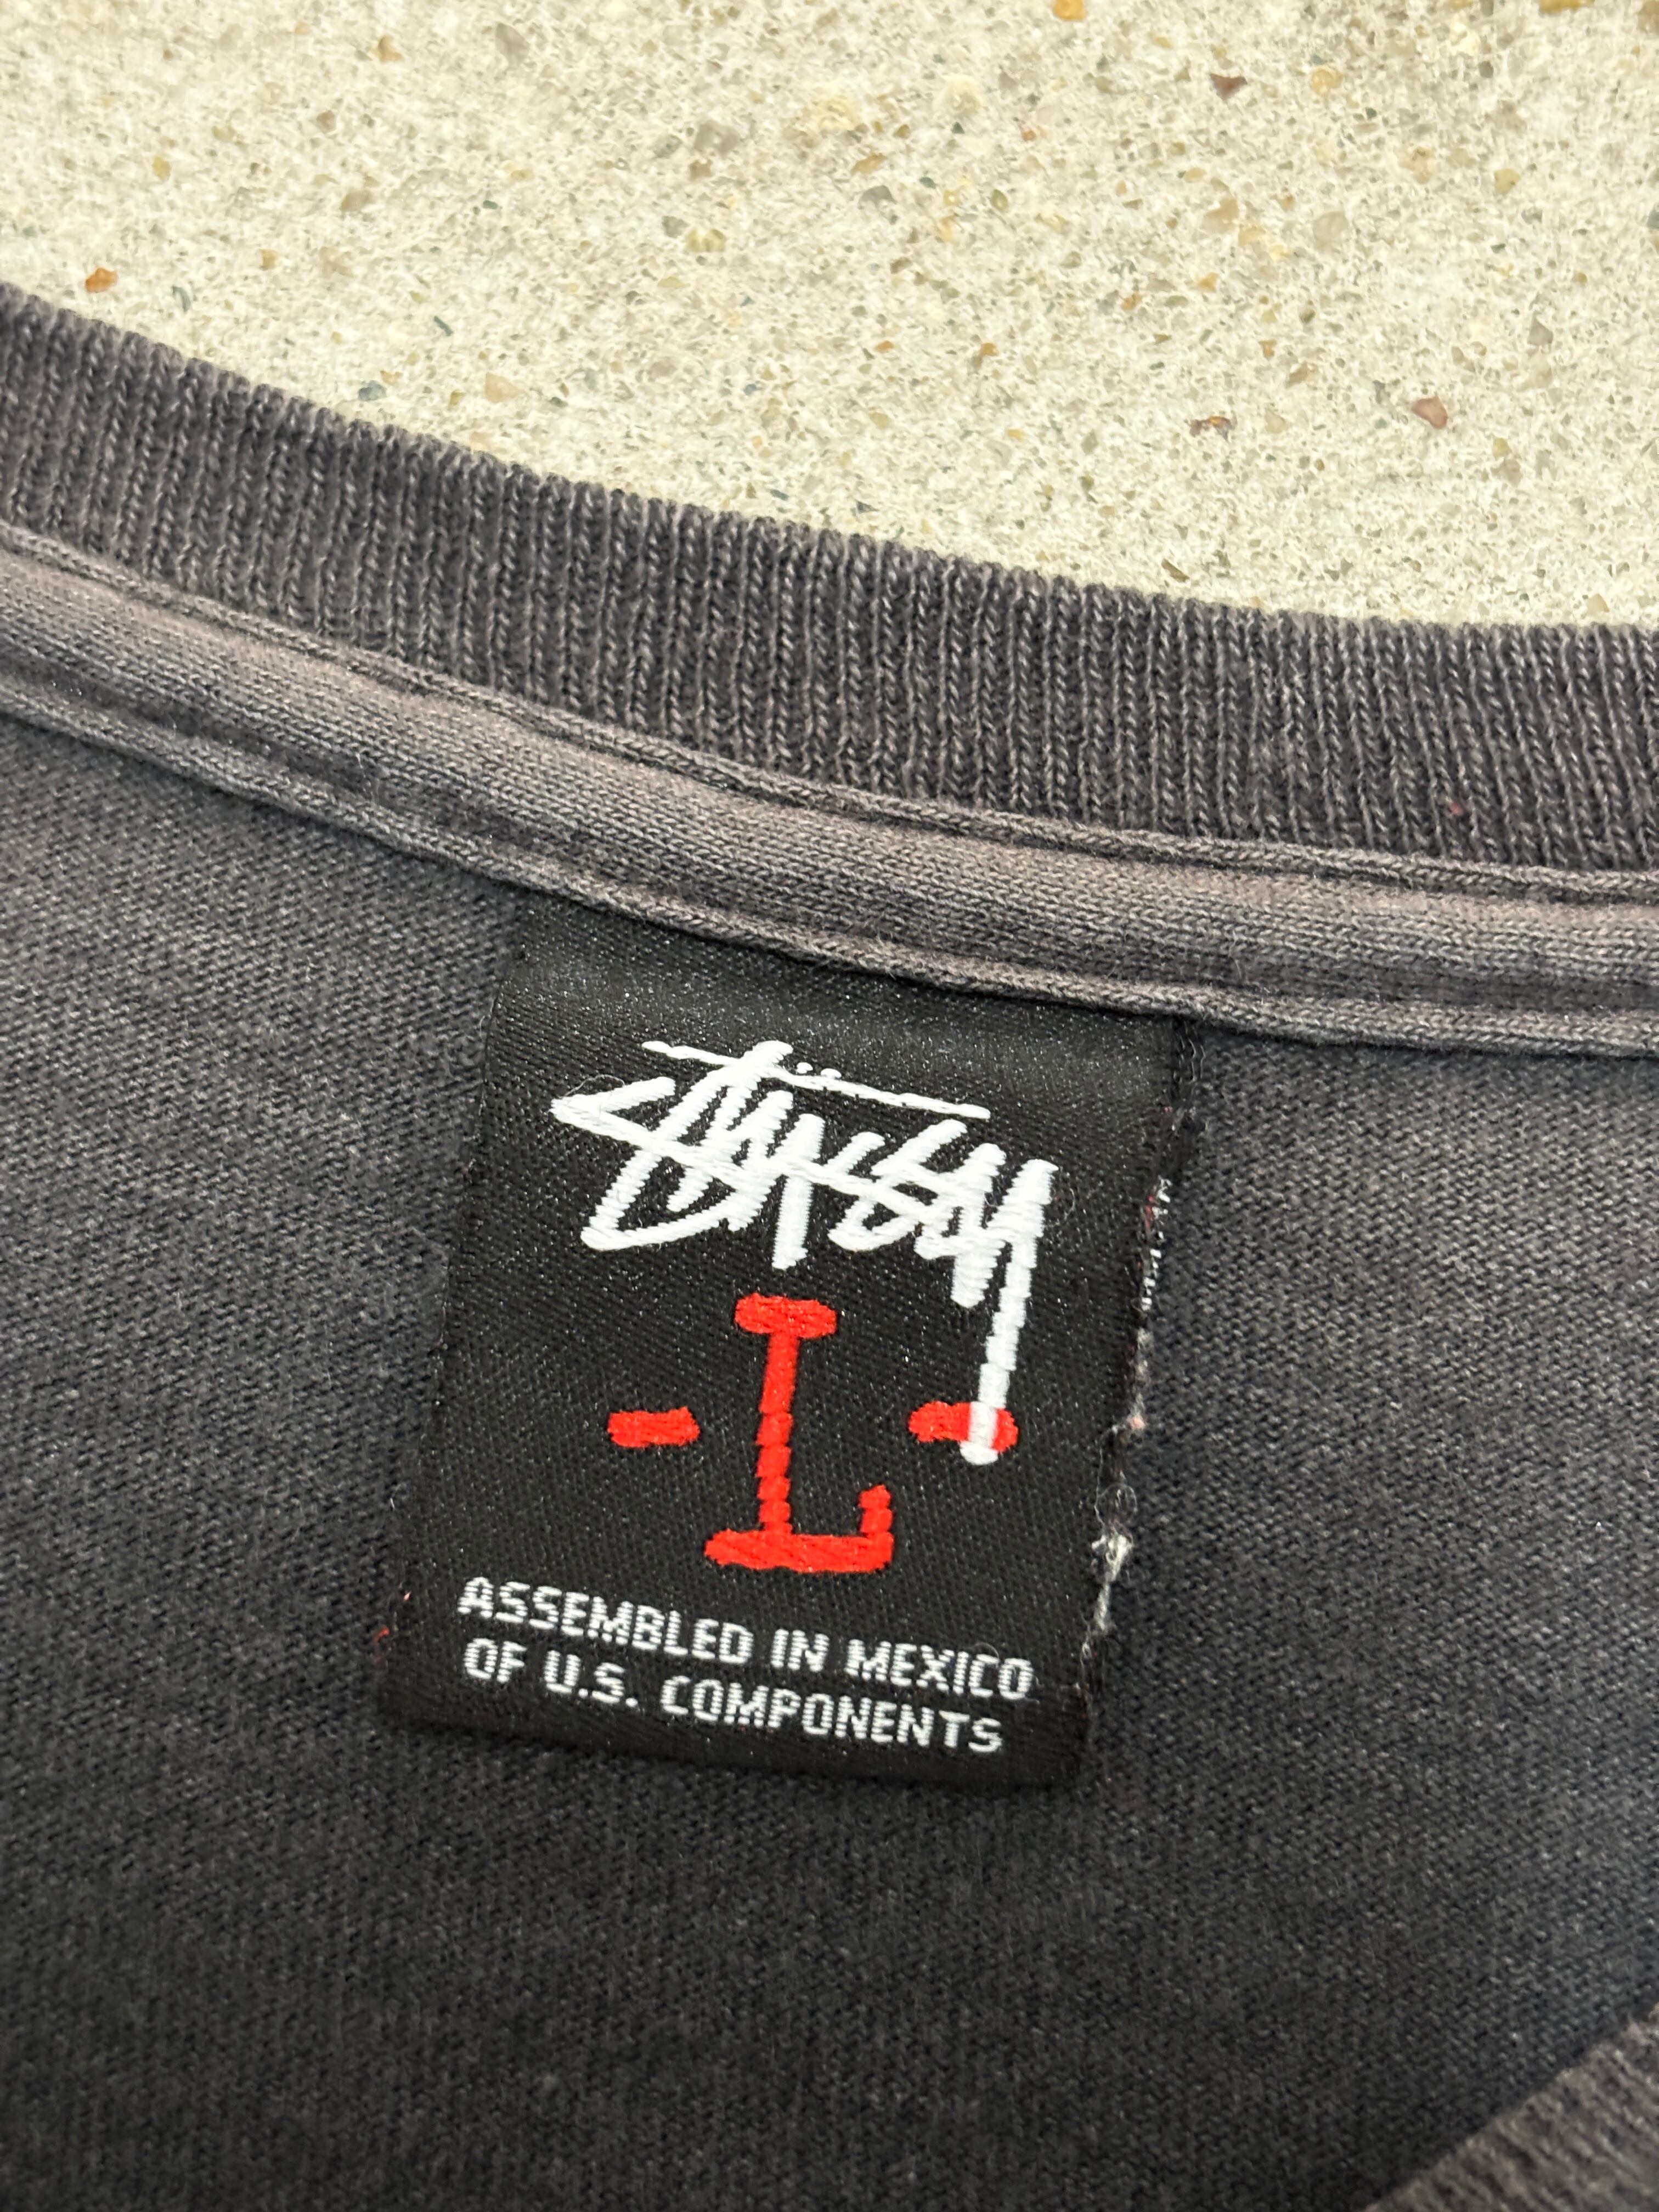 Stüssy
- L -
ASSEMBLED IN MEXICO
OF U.S. COMPONENTS